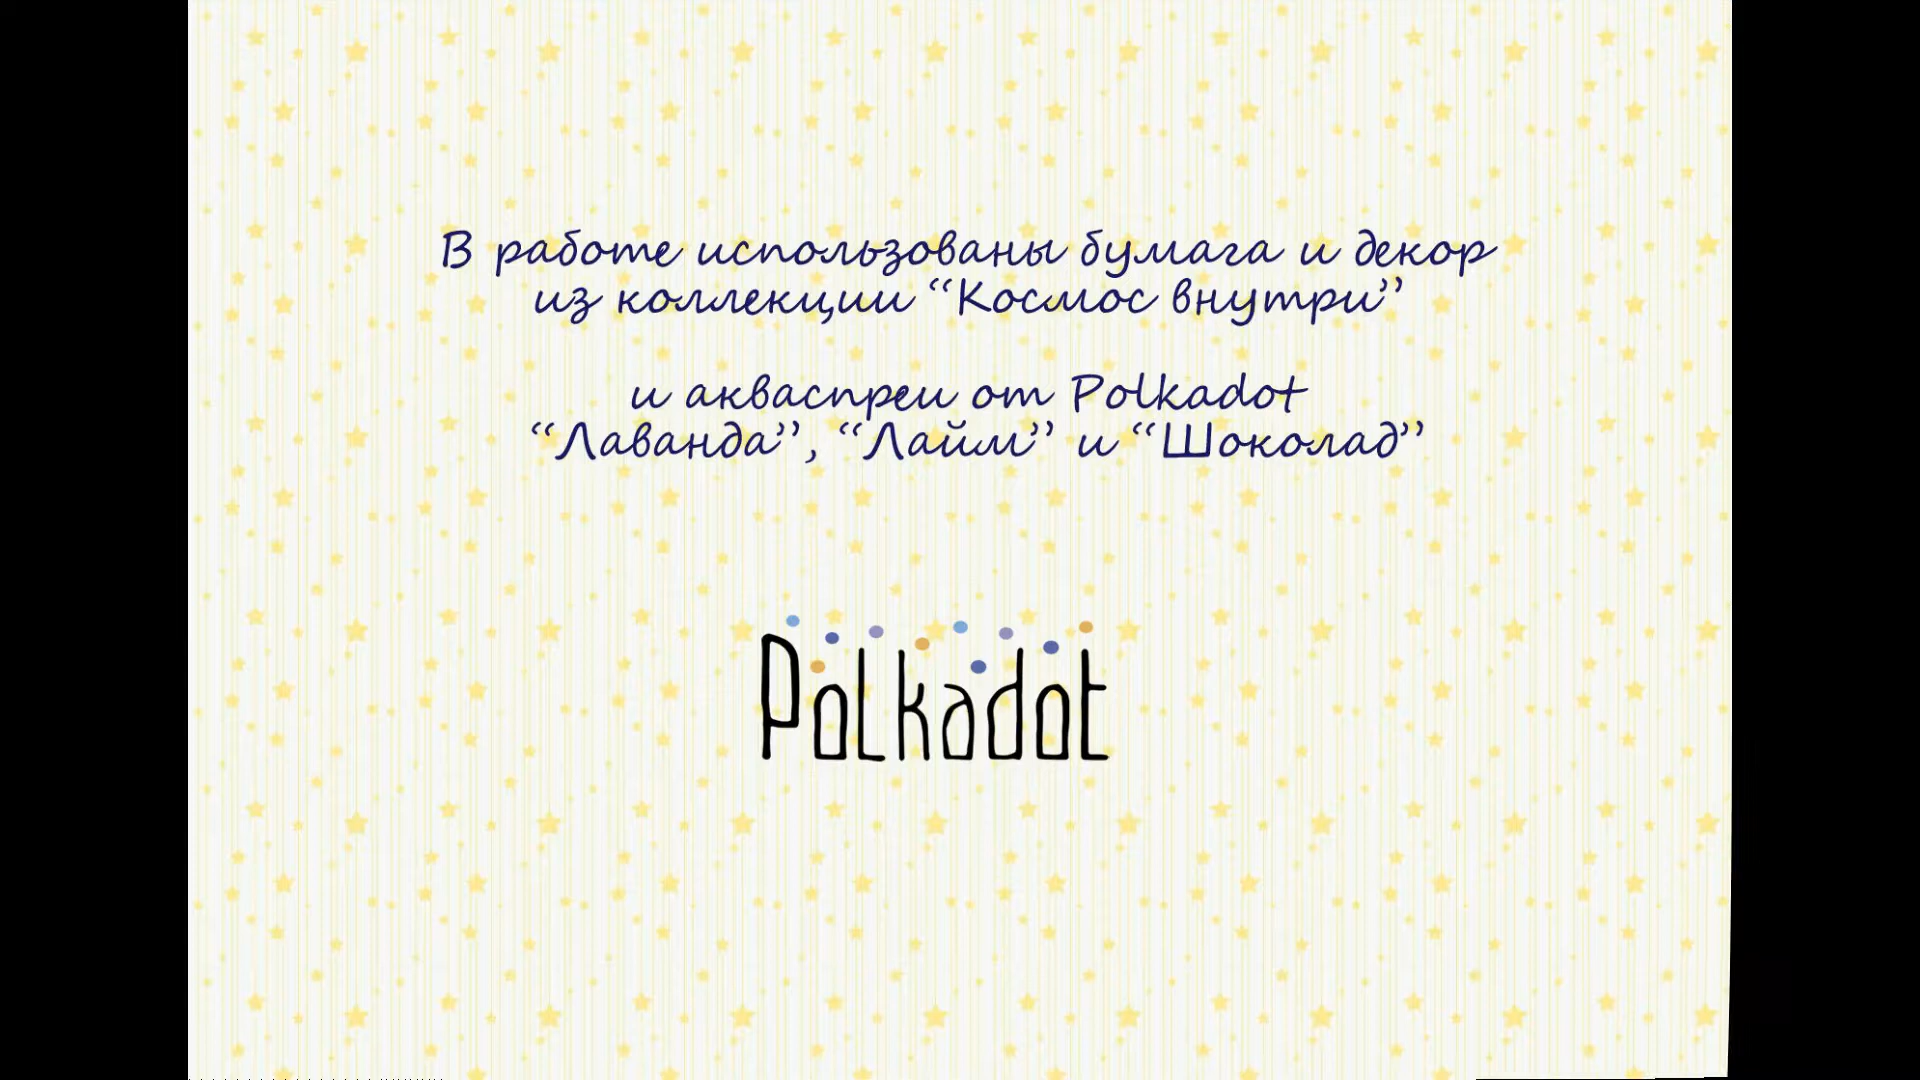 В работе использованы бумага и декор
из коллекции “Космос внутри”
и акваспреи от Polkadot
“Лаванда”, “Лайм” и “Шоколад”
Polkadot